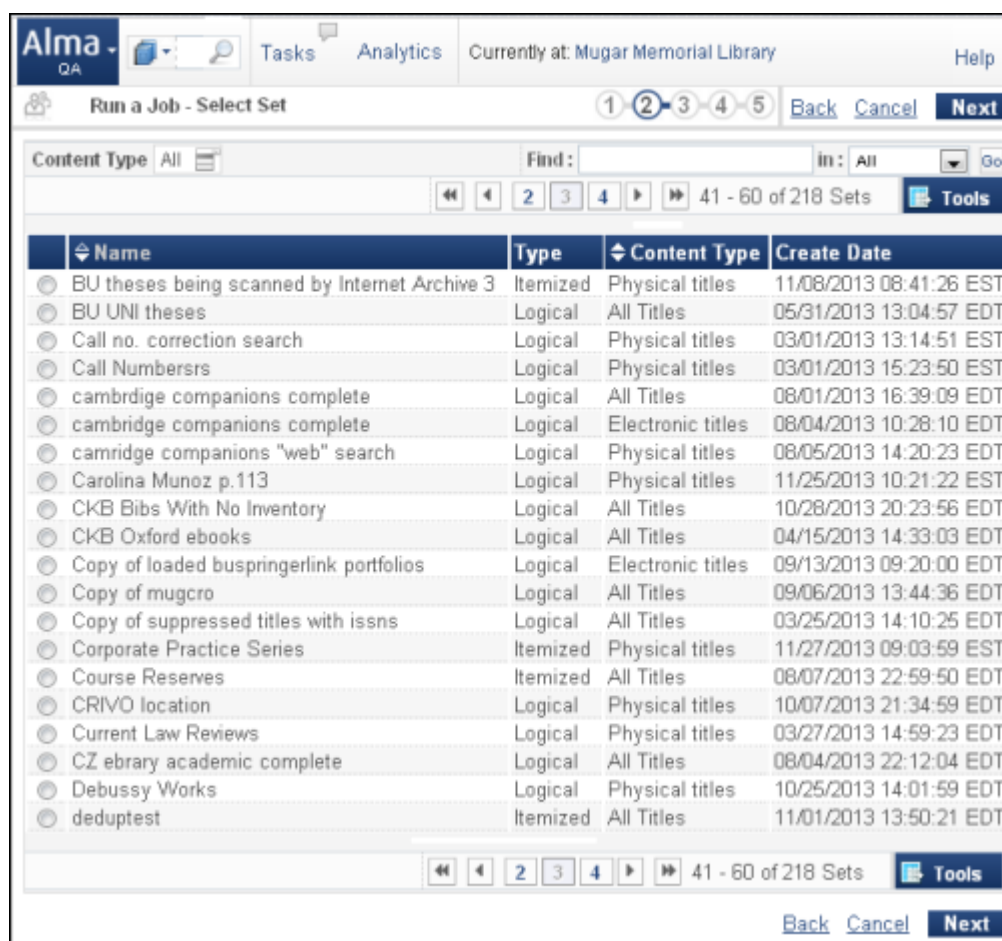 Alma
QA
Tasks Analytics Currently at: Mugar Memorial Library Help
Run a Job - Select Set 1 2 3 4 5 Back Cancel Next
Content Type All Find : in : All Go
2 3 4 41 - 60 of 218 Sets Tools
Name Type Content Type Create Date
BU theses being scanned by Internet Archive 3 Itemized Physical titles 11/08/2013 08:41:26 EST
BU UNI theses Logical All Titles 05/31/2013 13:04:57 EDT
Call no. correction search Logical Physical titles 03/01/2013 13:14:51 EST
Call Numbersrs Logical Physical titles 03/01/2013 15:23:50 EST
cambrdige companions complete Logical All Titles 08/01/2013 16:39:09 EDT
cambridge companions complete Logical Electronic titles 08/04/2013 10:28:10 EDT
camridge companions "web" search Logical Physical titles 08/05/2013 14:20:23 EDT
Carolina Munoz p.113 Logical Physical titles 11/25/2013 10:21:22 EST
CKB Bibs With No Inventory Logical All Titles 10/28/2013 20:23:56 EDT
CKB Oxford ebooks Logical All Titles 04/15/2013 14:33:03 EDT
Copy of loaded buspringerlink portfolios Logical Electronic titles 09/13/2013 09:20:00 EDT
Copy of mugcro Logical All Titles 09/06/2013 13:44:36 EDT
Copy of suppressed titles with issns Logical All Titles 03/25/2013 14:10:25 EDT
Corporate Practice Series Itemized Physical titles 11/27/2013 09:03:59 EST
Course Reserves Itemized All Titles 08/07/2013 22:59:50 EDT
CRIVO location Logical Physical titles 10/07/2013 21:34:59 EDT
Current Law Reviews Logical Physical titles 03/27/2013 14:59:23 EDT
CZ ebrary academic complete Logical All Titles 08/04/2013 22:12:04 EDT
Debussy Works Logical Physical titles 10/25/2013 14:01:59 EDT
deduptest Itemized All Titles 11/01/2013 13:50:21 EDT
2 3 4 41 - 60 of 218 Sets Tools
Back Cancel Next